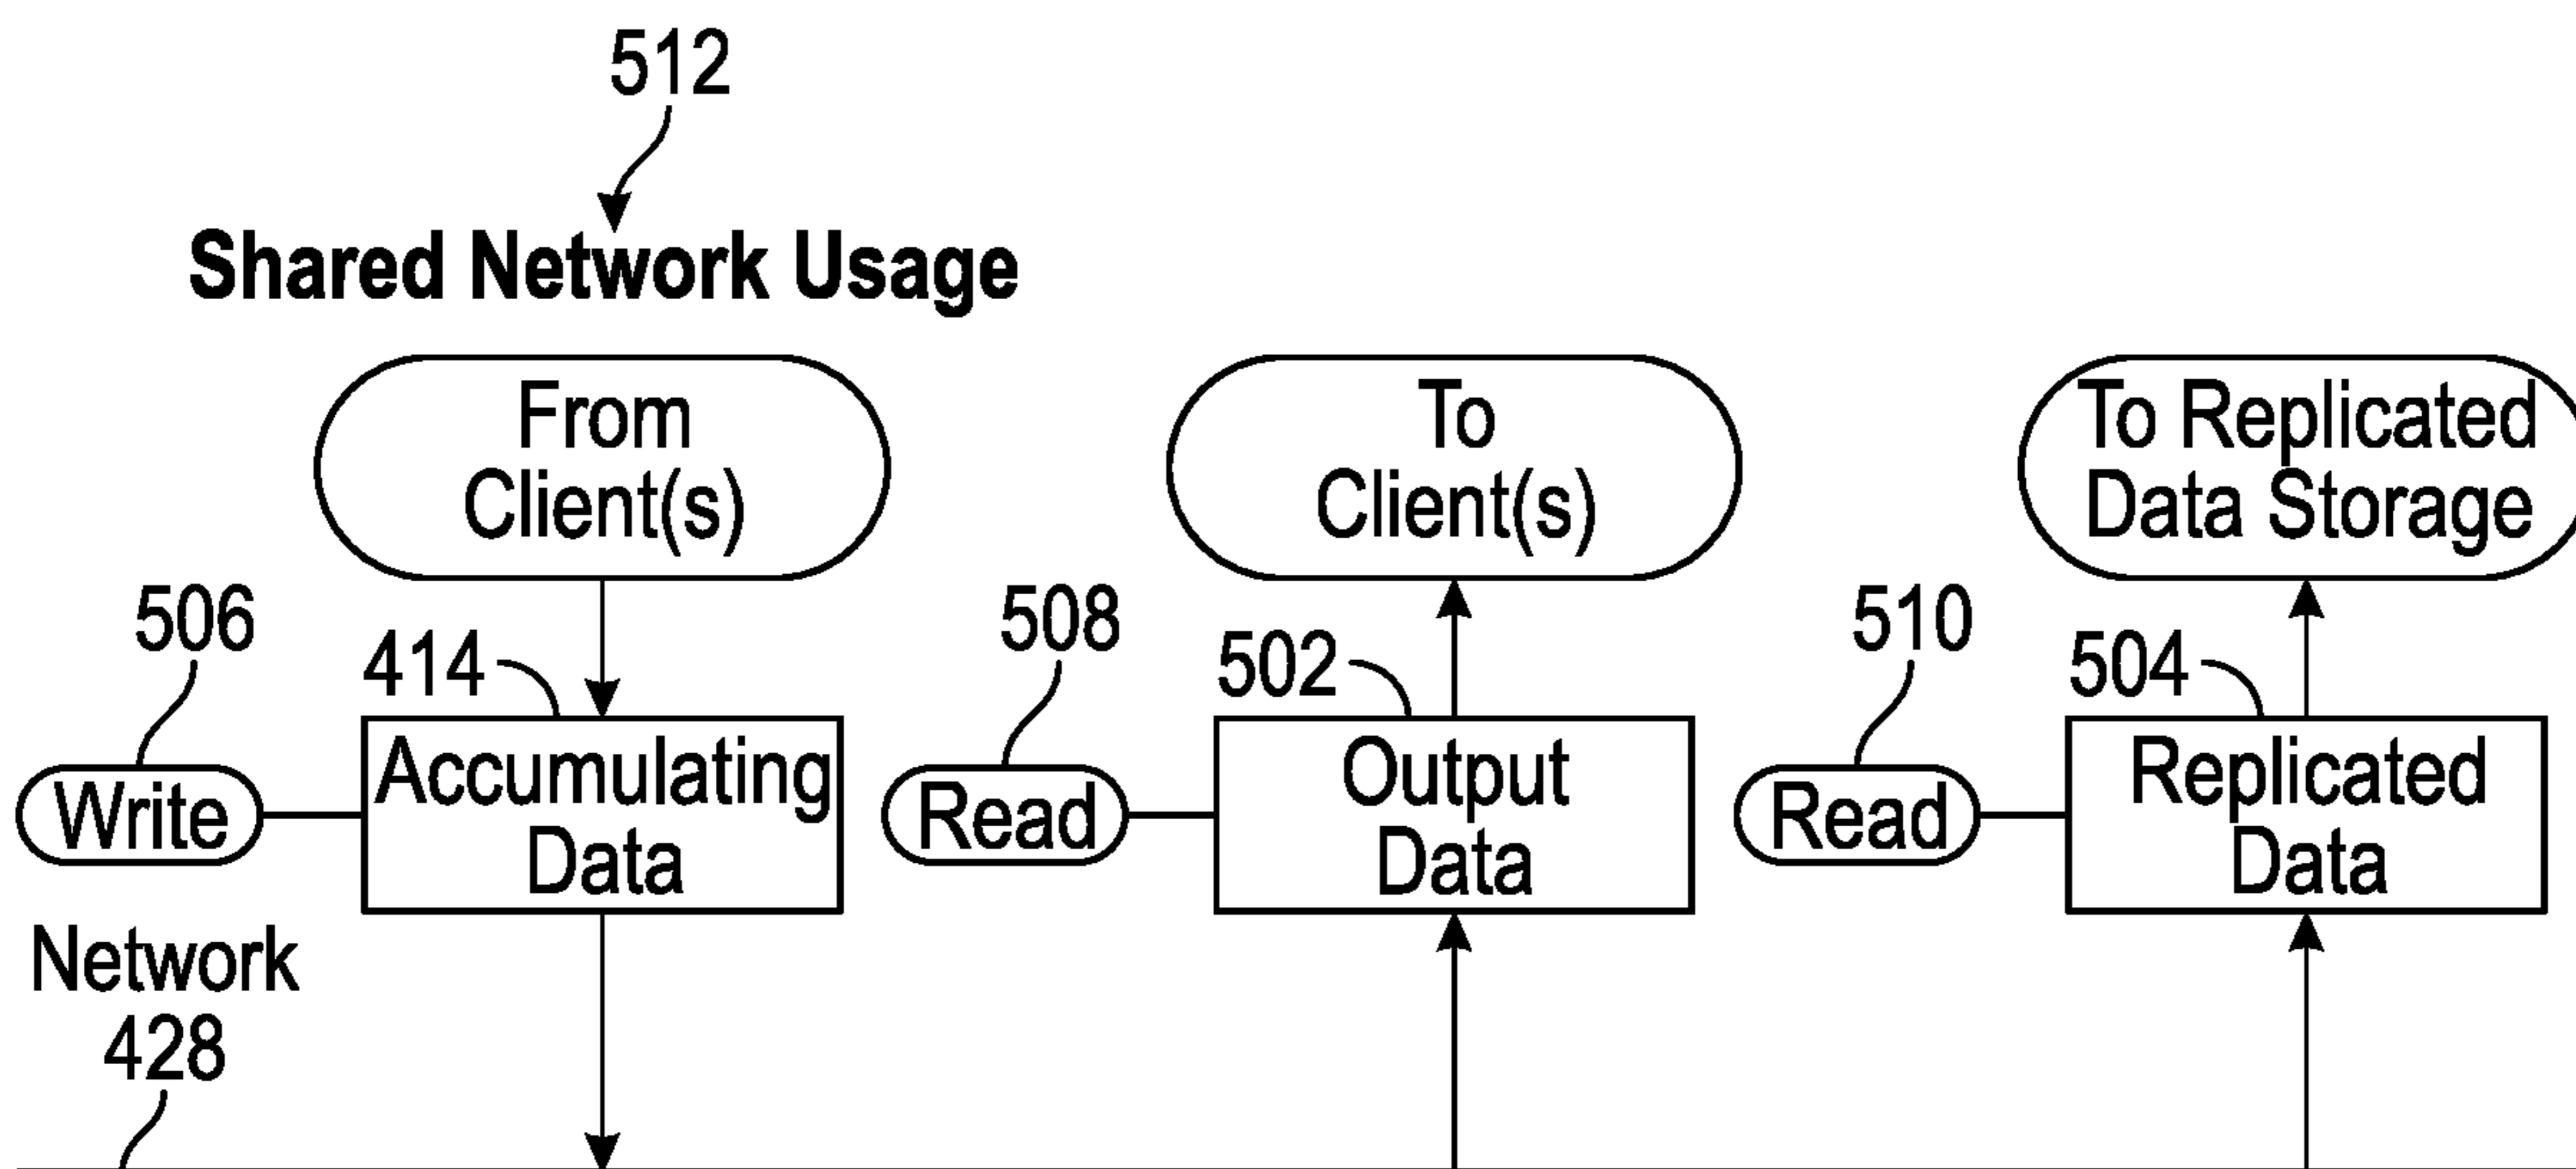 512
Shared Network Usage
From
Client(s)
To
Client(s)
To Replicated
Data Storage
506
414
508
502
510
504
Write
Accumulating
Data
Read
Output
Data
Read
Replicated
Data
Network
428